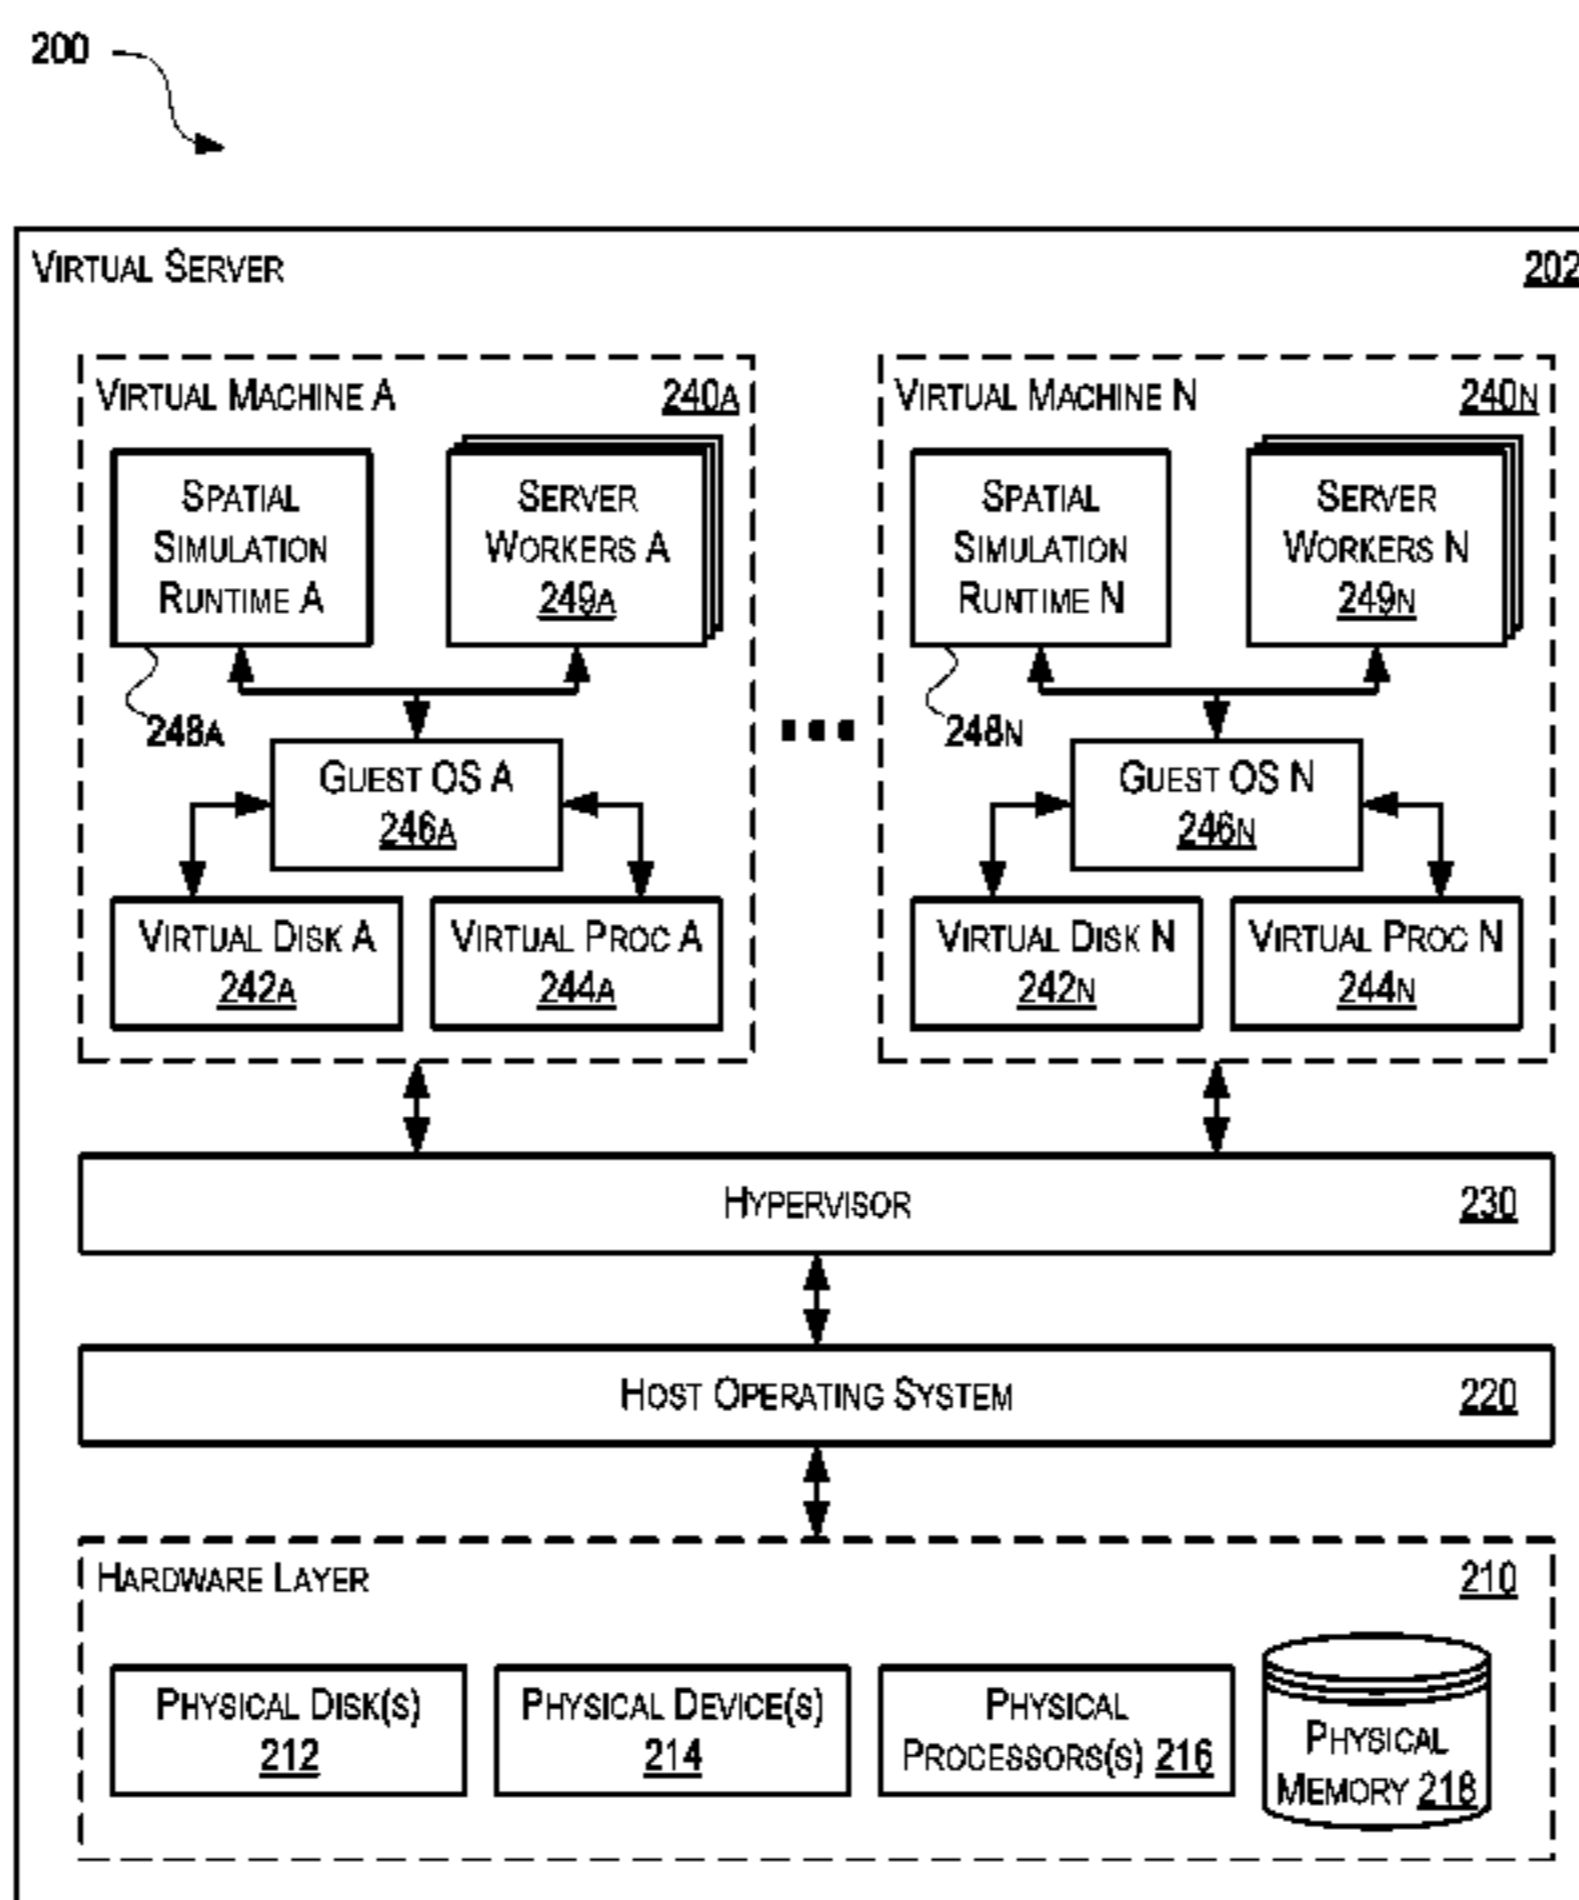 200
VIRTUAL SERVER 202
VIRTUAL MACHINE A 240A
SPATIAL
SIMULATION
RUNTIME A
248A
SERVER
WORKERS A
249A
GUEST OS A
246A
VIRTUAL DISK A
242A
VIRTUAL PROC A
244A
VIRTUAL MACHINE N 240N
SPATIAL
SIMULATION
RUNTIME N
248N
SERVER
WORKERS N
249N
GUEST OS N
246N
VIRTUAL DISK N
242N
VIRTUAL PROC N
244N
HYPERVISOR 230
HOST OPERATING SYSTEM 220
HARDWARE LAYER 210
PHYSICAL DISK(S)
212
PHYSICAL DEVICE(S)
214
PHYSICAL
PROCESSORS(S) 216
PHYSICAL
MEMORY 218